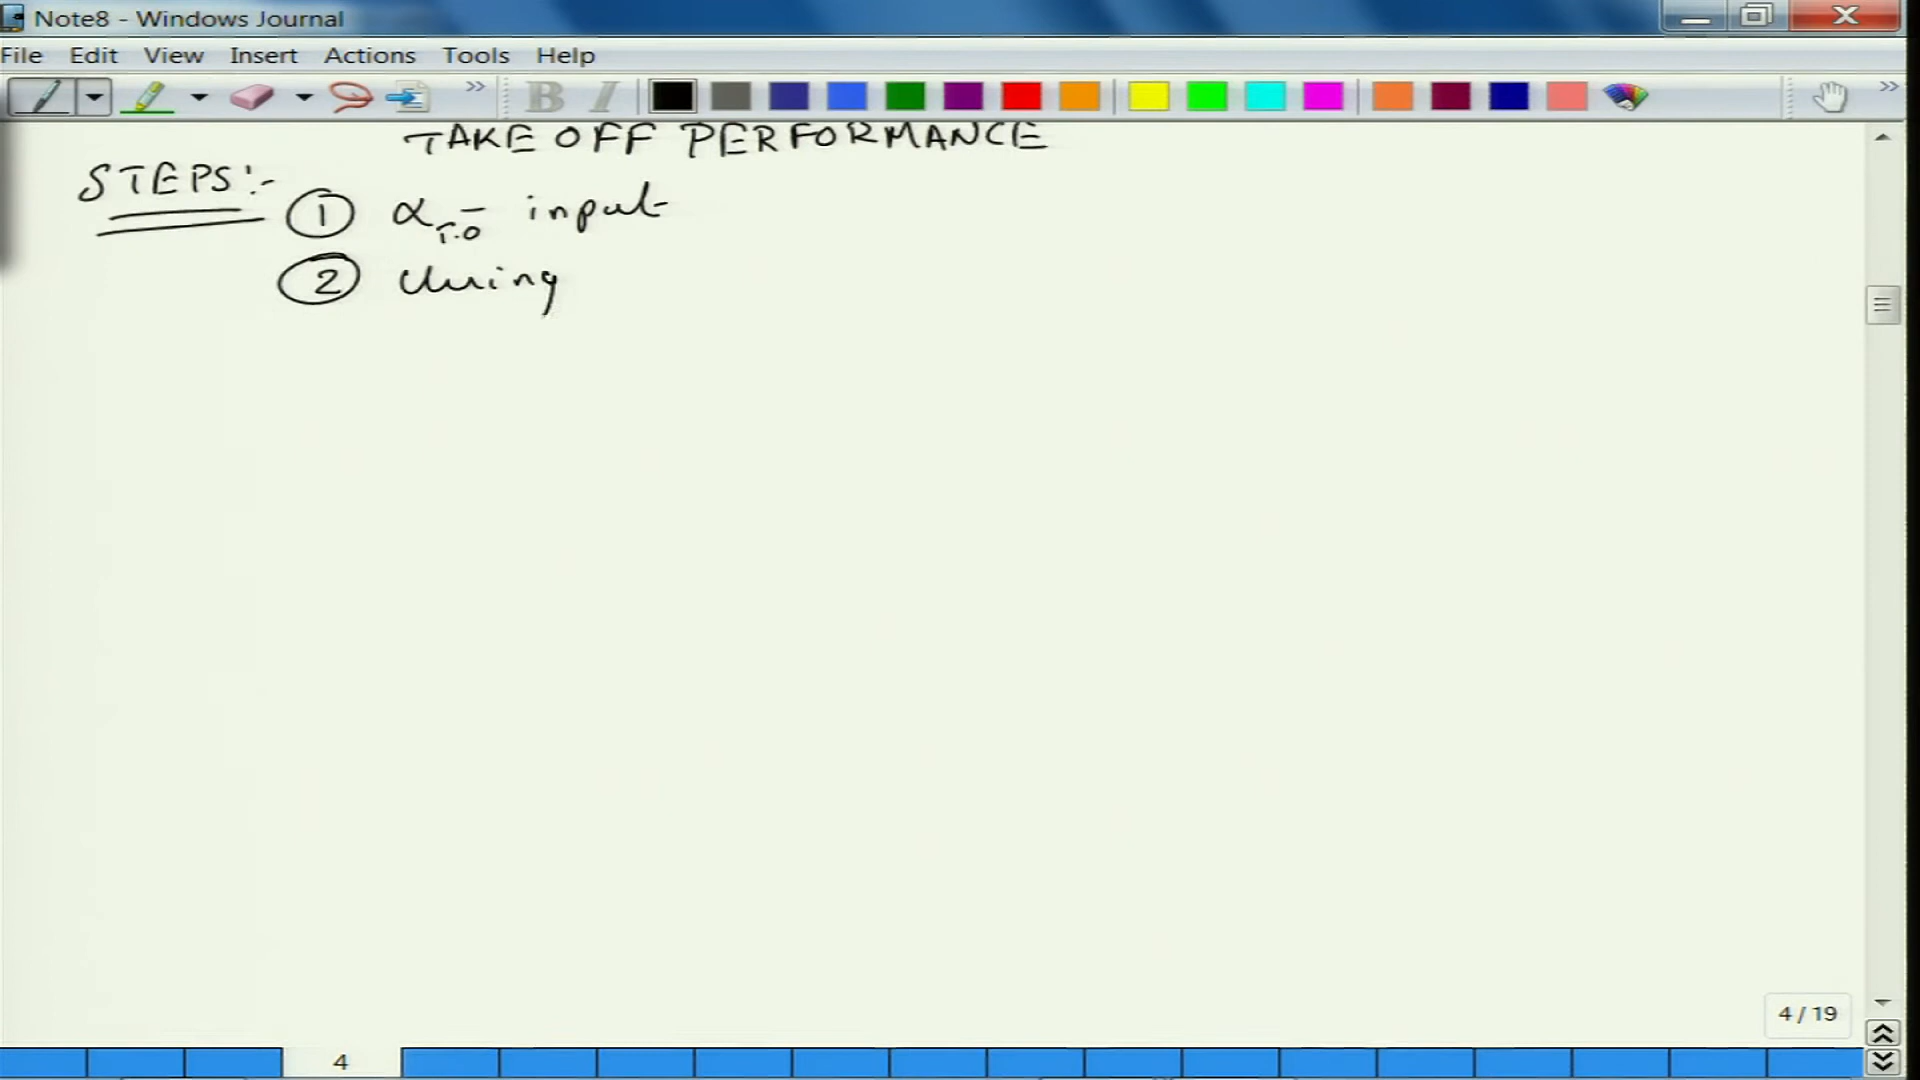 Note8 - Windows Journal
File Edit View Insert Actions Tools Help
B I
TAKE OFF PERFORMANCE
STEPS:-
① α_T.O - input
② Using
4 / 19
4